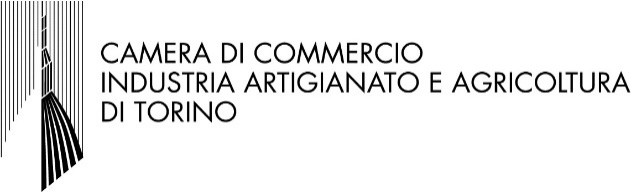 CAMERA DI COMMERCIO
INDUSTRIA ARTIGIANATO E AGRICOLTURA
DI TORINO